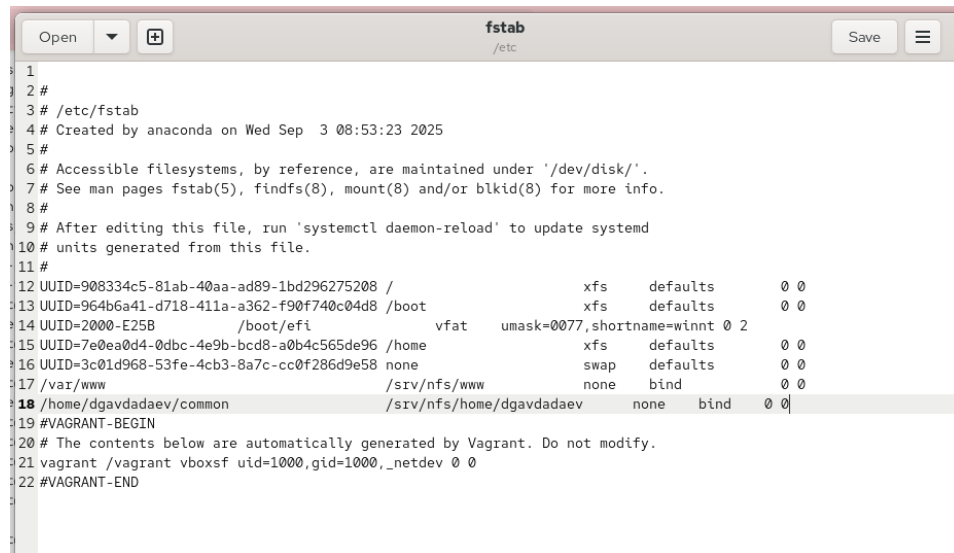 Open
fstab
/etc
Save
1
2 #
3 # /etc/fstab
4 # Created by anaconda on Wed Sep  3 08:53:23 2025
5 #
6 # Accessible filesystems, by reference, are maintained under '/dev/disk/'.
7 # See man pages fstab(5), findfs(8), mount(8) and/or blkid(8) for more info.
8 #
9 # After editing this file, run 'systemctl daemon-reload' to update systemd
10 # units generated from this file.
11 #
12 UUID=908334c5-81ab-40aa-ad89-1bd296275208 /                       xfs     defaults        0 0
13 UUID=964b6a41-d718-411a-a362-f90f740c04d8 /boot                   xfs     defaults        0 0
14 UUID=2000-E25B          /boot/efi               vfat    umask=0077,shortname=winnt 0 2
15 UUID=7e0ea0d4-0dbc-4e9b-bcd8-a0b4c565de96 /home                   xfs     defaults        0 0
16 UUID=3c01d968-53fe-4cb3-8a7c-cc0f286d9e58 none                    swap    defaults        0 0
17 /var/www                                  /srv/nfs/www            none    bind            0 0
18 /home/dgavdadaev/common                   /srv/nfs/home/dgavdadaev      none    bind    0 0
19 #VAGRANT-BEGIN
20 # The contents below are automatically generated by Vagrant. Do not modify.
21 vagrant /vagrant vboxsf uid=1000,gid=1000,_netdev 0 0
22 #VAGRANT-END